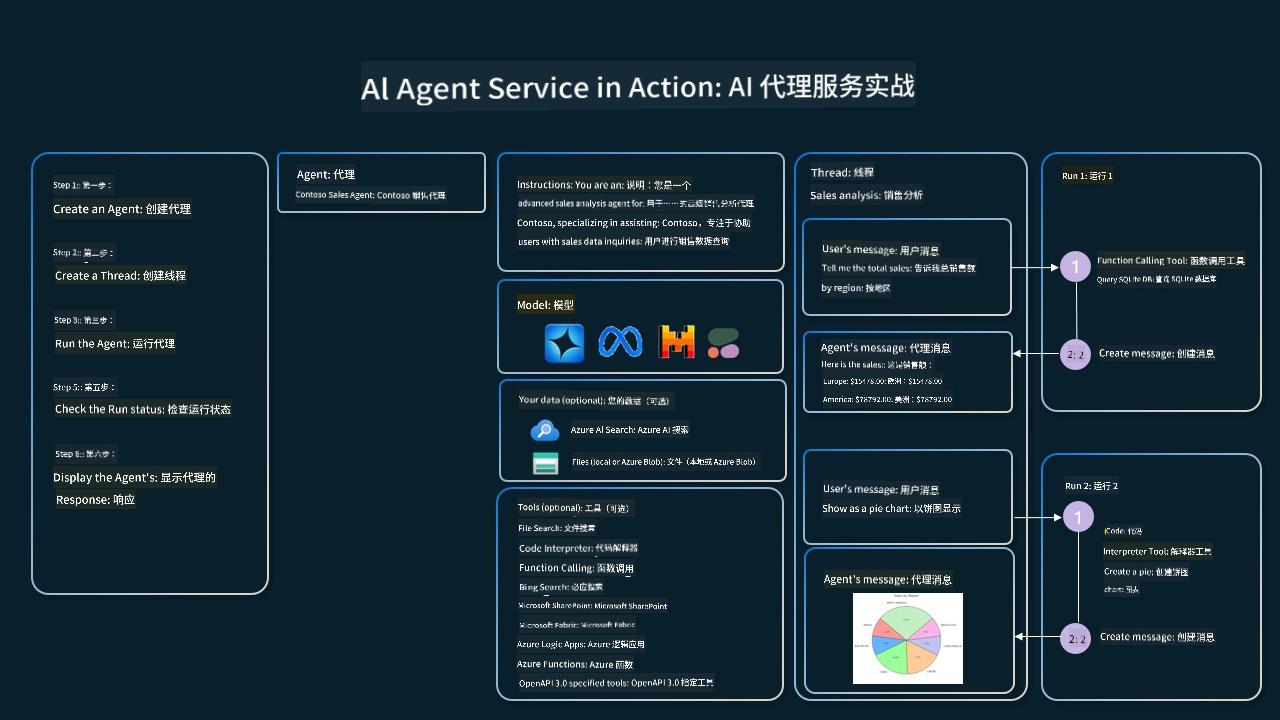 AI Agent Service in Action: AI 代理服务实战
Step 1:: 第一步：
Create an Agent: 创建代理
Step 2:: 第二步：
Create a Thread: 创建线程
Step 3:: 第三步：
Run the Agent: 运行代理
Step 5:: 第五步：
Check the Run status: 检查运行状态
Step 6:: 第六步：
Display the Agent's: 显示代理的
Response: 响应
Agent: 代理
Contoso Sales Agent: Contoso 销售代理
Instructions: You are an: 说明：您是一个
advanced sales analysis agent for: 用于……的高级销售分析代理
Contoso, specializing in assisting: Contoso，专注于协助
users with sales data inquiries: 用户进行销售数据查询
Model: 模型
Your data (optional): 您的数据（可选）
Azure AI Search: Azure AI 搜索
Files (local or Azure Blob): 文件（本地或 Azure Blob）
Tools (optional): 工具（可选）
File Search: 文件搜索
Code Interpreter: 代码解释器
Function Calling: 函数调用
Bing Search: 必应搜索
Microsoft SharePoint: Microsoft SharePoint
Microsoft Fabric: Microsoft Fabric
Azure Logic Apps: Azure 逻辑应用
Azure Functions: Azure 函数
OpenAPI 3.0 specified tools: OpenAPI 3.0 指定工具
Thread: 线程
Sales analysis: 销售分析
User's message: 用户消息
Tell me the total sales: 告诉我总销售额
by region: 按地区
Agent's message: 代理消息
Here is the sales:: 这是销售额：
Europe: $15478.00: 欧洲：$15478.00
America: $78792.00: 美洲：$78792.00
User's message: 用户消息
Show as a pie chart: 以饼图显示
Agent's message: 代理消息
Run 1: 运行 1
1
Function Calling Tool: 函数调用工具
Query SQLite DB: 查询 SQLite 数据库
2: 2
Create message: 创建消息
Run 2: 运行 2
1
Code: 代码
Interpreter Tool: 解释器工具
Create a pie: 创建饼图
chart: 图表
2: 2
Create message: 创建消息